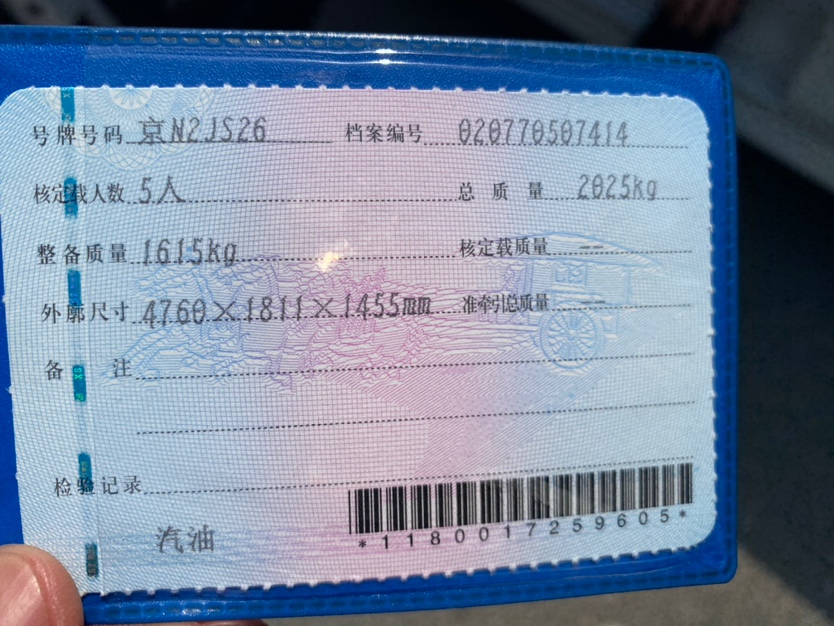 号牌号码 京N2JS26 档案编号 020770507414
核定载人数 5人 总质量 2025kg
整备质量 1615kg 核定载质量 --
外廓尺寸 4760×1811×1455mm 准牵引总质量 --
备注
检验记录
汽油
*1180017259605*